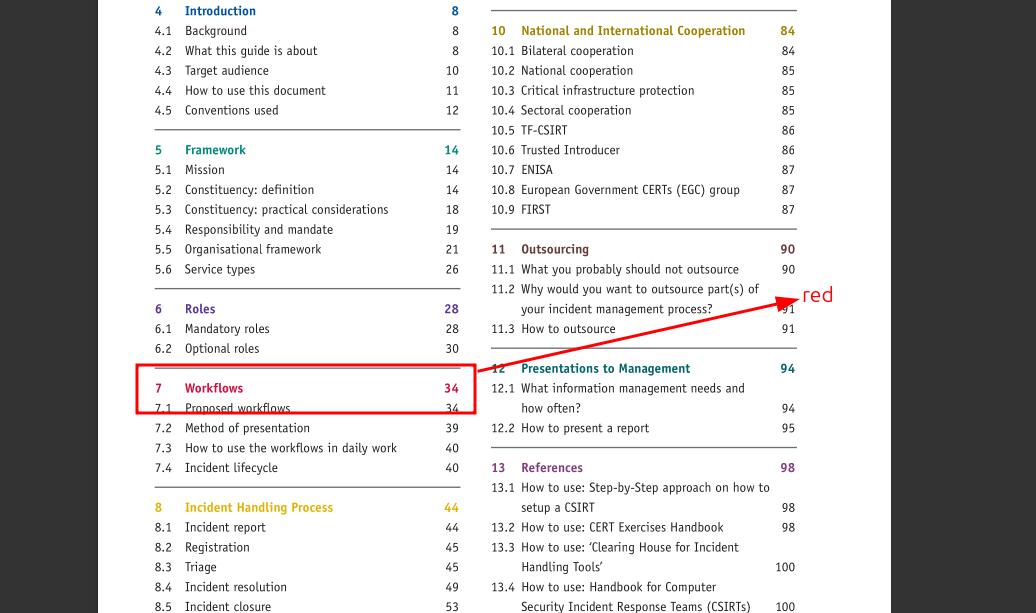 4 Introduction 8
4.1 Background 8
4.2 What this guide is about 8
4.3 Target audience 10
4.4 How to use this document 11
4.5 Conventions used 12
5 Framework 14
5.1 Mission 14
5.2 Constituency: definition 14
5.3 Constituency: practical considerations 18
5.4 Responsibility and mandate 19
5.5 Organisational framework 21
5.6 Service types 26
6 Roles 28
6.1 Mandatory roles 28
6.2 Optional roles 30
7 Workflows 34
7.1 Proposed workflows 34
7.2 Method of presentation 39
7.3 How to use the workflows in daily work 40
7.4 Incident lifecycle 40
8 Incident Handling Process 44
8.1 Incident report 44
8.2 Registration 45
8.3 Triage 45
8.4 Incident resolution 49
8.5 Incident closure 53
10 National and International Cooperation 84
10.1 Bilateral cooperation 84
10.2 National cooperation 85
10.3 Critical infrastructure protection 85
10.4 Sectoral cooperation 85
10.5 TF-CSIRT 86
10.6 Trusted Introducer 86
10.7 ENISA 87
10.8 European Government CERTs (EGC) group 87
10.9 FIRST 87
11 Outsourcing 90
11.1 What you probably should not outsource 90
11.2 Why would you want to outsource part(s) of
your incident management process? 91
red
11.3 How to outsource 91
12 Presentations to Management 94
12.1 What information management needs and
how often? 94
12.2 How to present a report 95
13 References 98
13.1 How to use: Step-by-Step approach on how to
setup a CSIRT 98
13.2 How to use: CERT Exercises Handbook 98
13.3 How to use: ‘Clearing House for Incident
Handling Tools’ 100
13.4 How to use: Handbook for Computer
Security Incident Response Teams (CSIRTs) 100